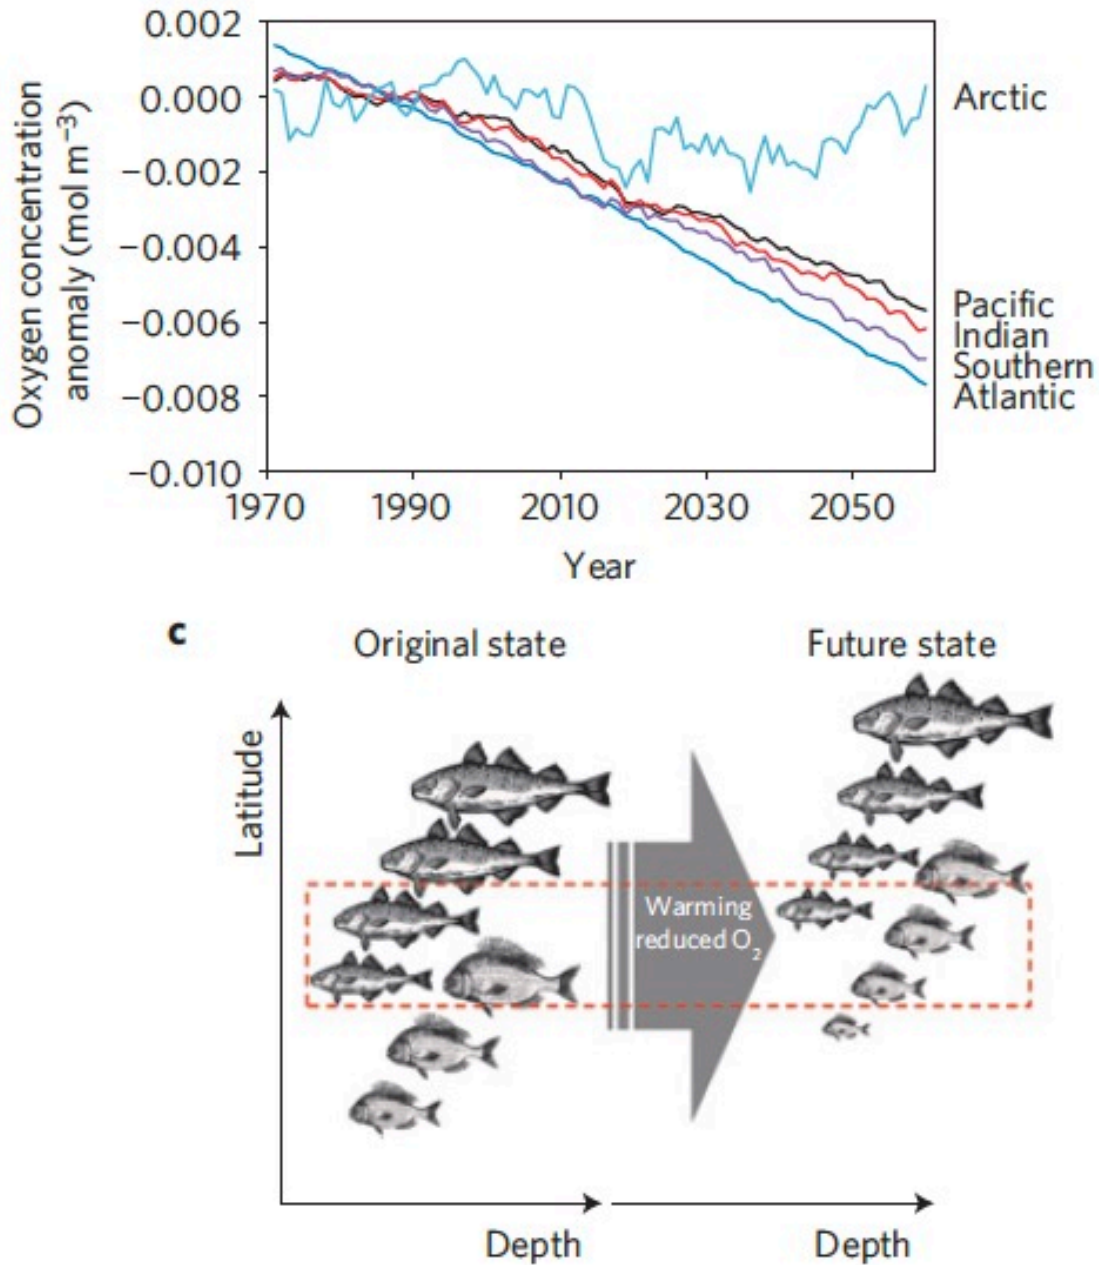 0.002
0.000
−0.002
−0.004
−0.006
−0.008
−0.010
Oxygen concentration
anomaly (mol m⁻³)
1970 1990 2010 2030 2050
Year
Arctic
Pacific
Indian
Southern
Atlantic
c
Original state
Future state
Latitude
Warming
reduced O₂
Depth
Depth